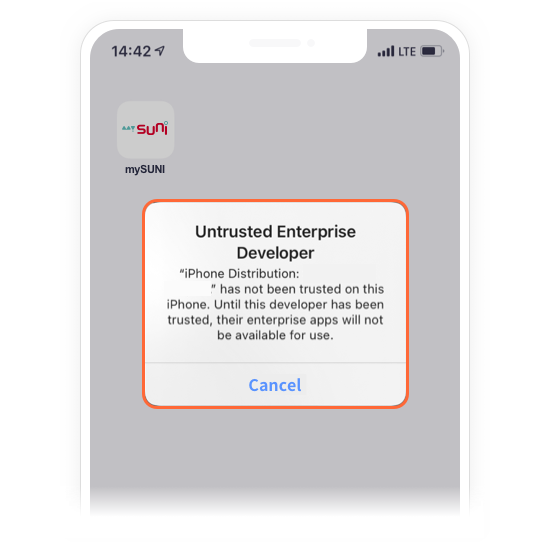 14:42
LTE
my SUNI
mySUNI
Untrusted Enterprise
Developer
“iPhone Distribution:
” has not been trusted on this
iPhone. Until this developer has been
trusted, their enterprise apps will not
be available for use.
Cancel